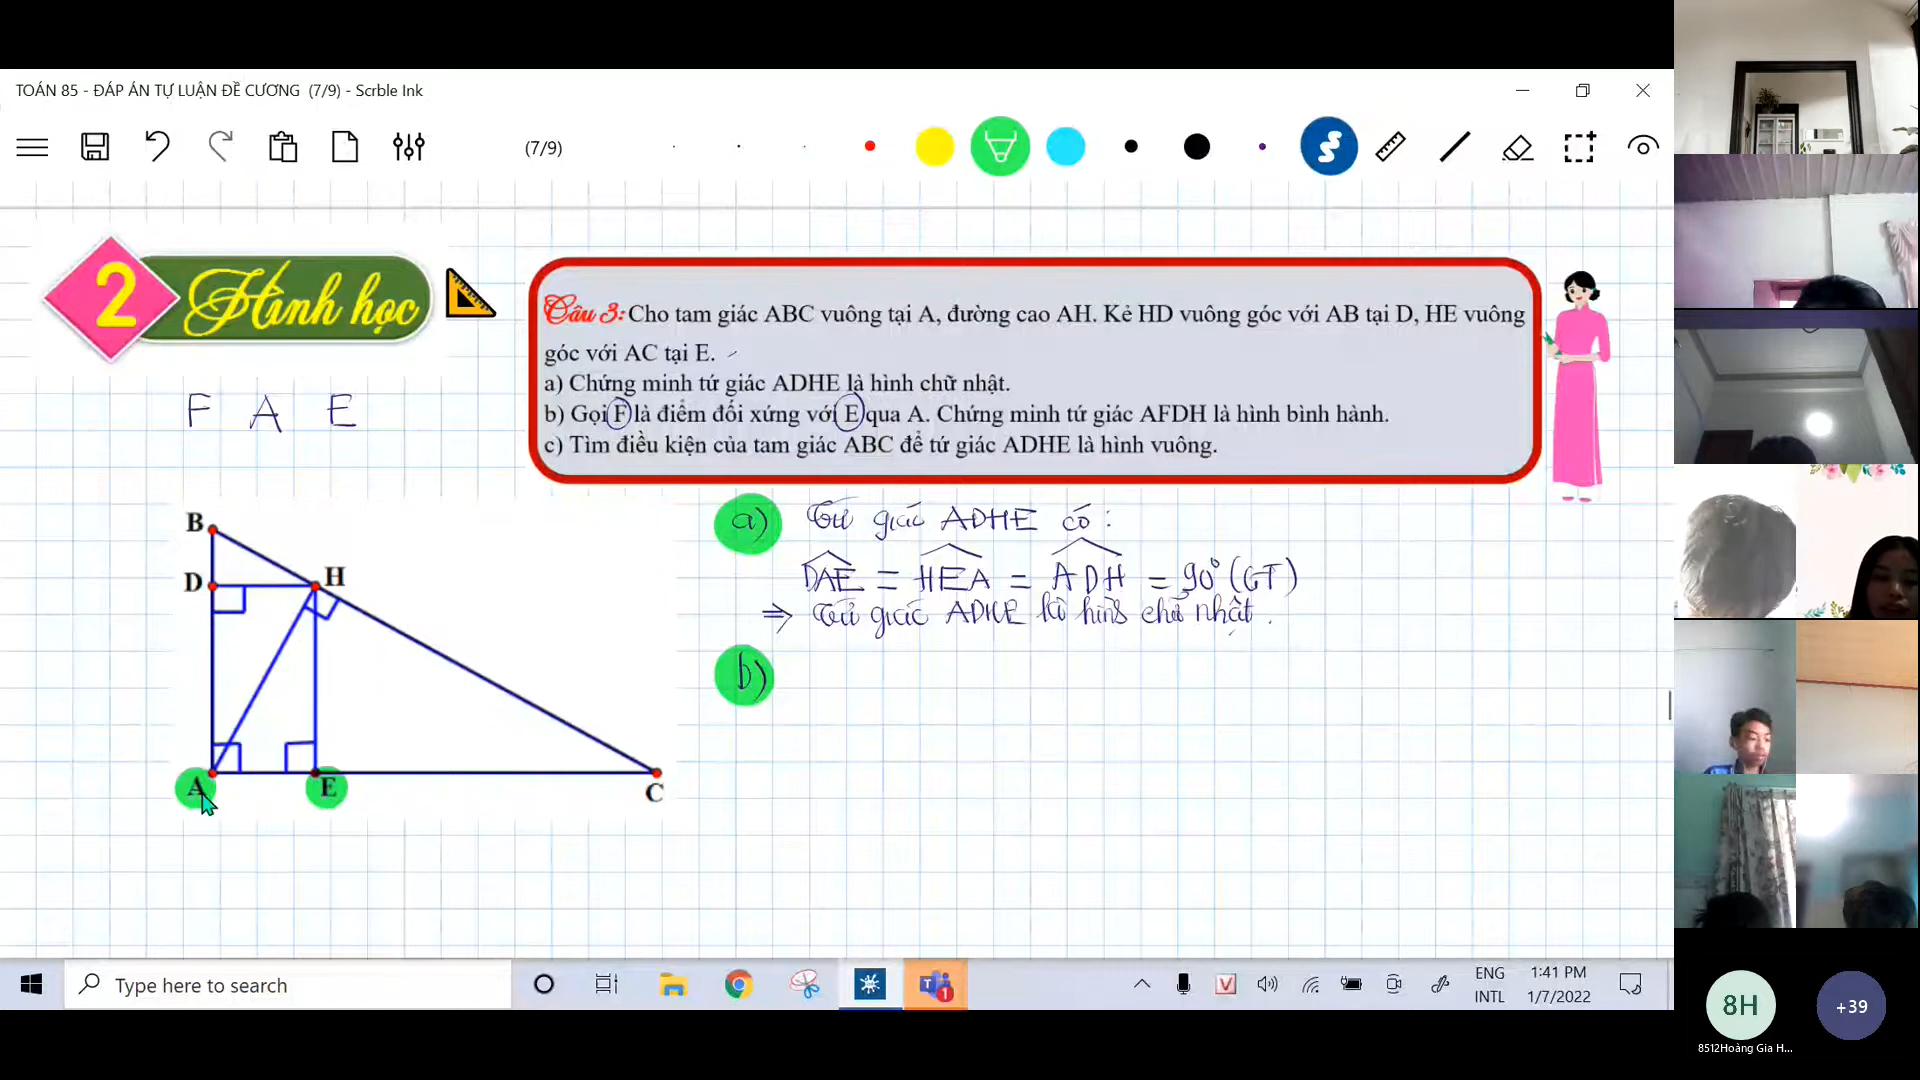 TOÁN 85 - ĐÁP ÁN TỰ LUẬN ĐỀ CƯƠNG (7/9) - Scrble Ink
(7/9)
2 Hình học
Câu 3: Cho tam giác ABC vuông tại A, đường cao AH. Kẻ HD vuông góc với AB tại D, HE vuông
góc với AC tại E.
a) Chứng minh tứ giác ADHE là hình chữ nhật.
b) Gọi F là điểm đối xứng với E qua A. Chứng minh tứ giác AFDH là hình bình hành.
c) Tìm điều kiện của tam giác ABC để tứ giác ADHE là hình vuông.
F A E
B
D
H
A
E
C
a) Tứ giác ADHE có:
DAE = HEA = ADH = 90° (GT)
⇒ Tứ giác ADHE là hình chữ nhật.
b)
Type here to search
1
V
ENG
INTL
1:41 PM
1/7/2022
8H
+39
8512Hoàng Gia H...